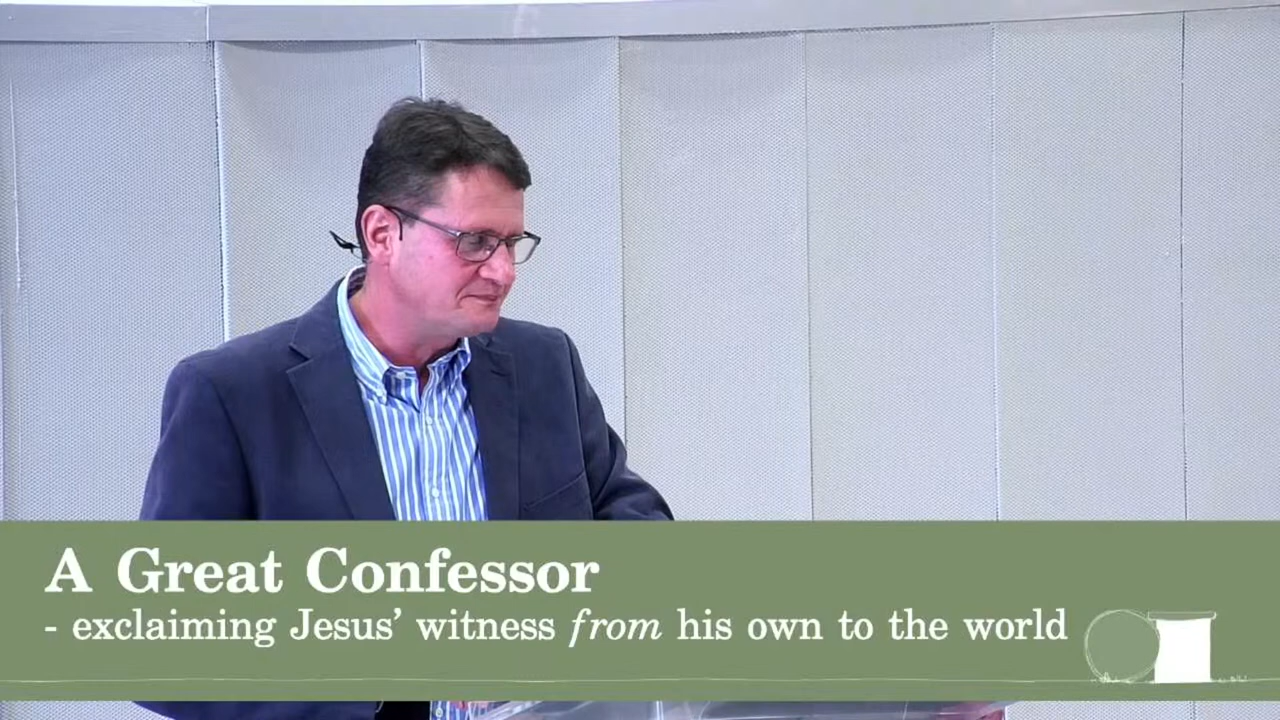 A Great Confessor
- exclaiming Jesus’ witness from his own to the world